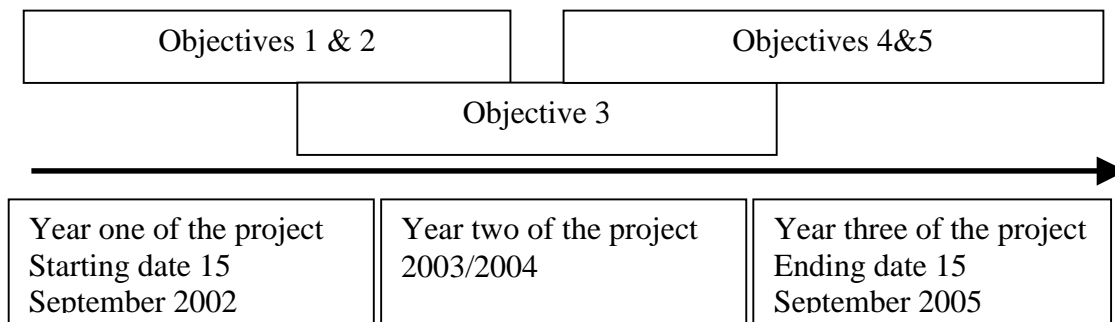 Objectives 1 & 2
Objectives 4&5
Objective 3
Year one of the project
Starting date 15
September 2002
Year two of the project
2003/2004
Year three of the project
Ending date 15
September 2005